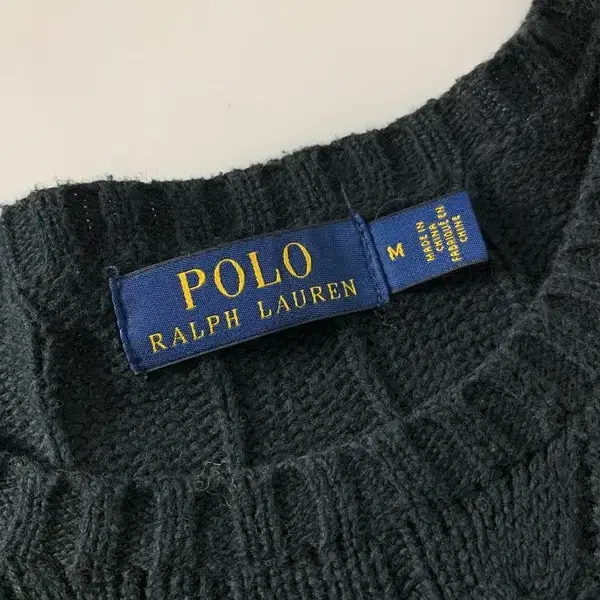 POLO
RALPH LAUREN
M
MADE IN
CHINA
FABRIQUÉ EN
CHINE